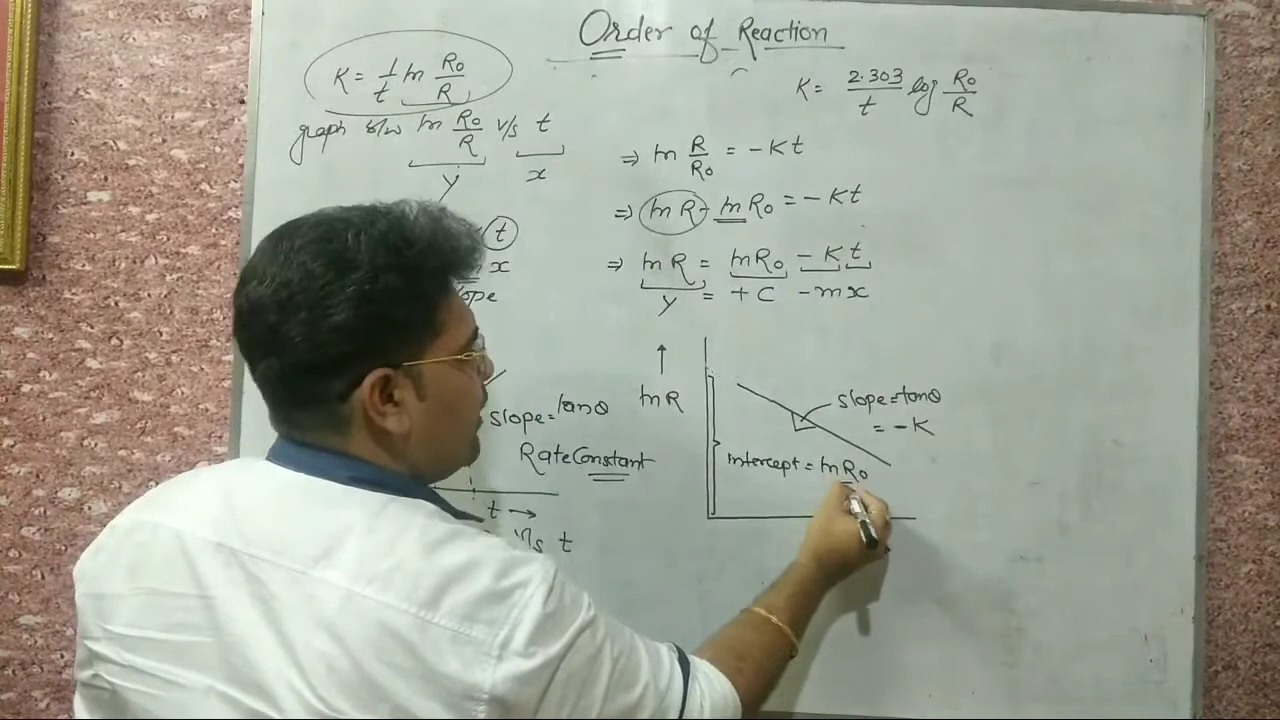 Order of Reaction
K = 1/t ln R₀/R
graph b/w ln R₀/R v/s t
y x
t
x
slope
slope = tanθ
Rate Constant
t →
v/s t
K = 2.303/t log R₀/R
⇒ ln R/R₀ = -Kt
⇒ ln R - ln R₀ = -Kt
⇒ ln R = ln R₀ - Kt
y = +C -mx
↑
ln R
slope = tanθ
= -K
intercept = ln R₀